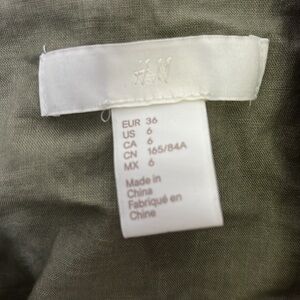 H&M
EUR 36
US 6
CA 6
CN 165/84A
MX 6
Made in
China
Fabriqué en
Chine